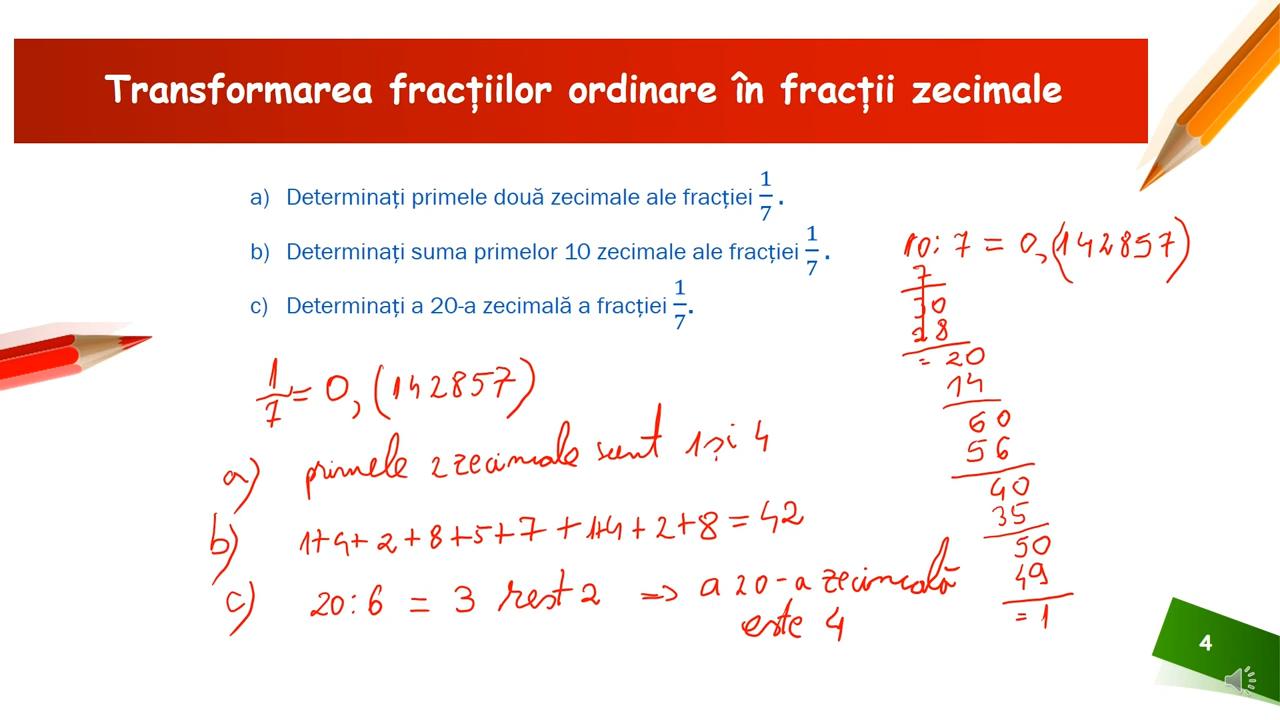 Transformarea fracțiilor ordinare în fracții zecimale
a) Determinați primele două zecimale ale fracției 1/7.
b) Determinați suma primelor 10 zecimale ale fracției 1/7.
c) Determinați a 20-a zecimală a fracției 1/7.
10:7 = 0,(142857)
7
30
28
= 20
14
60
56
40
35
50
49
= 1
1/7 = 0,(142857)
a) primele 2 zecimale sunt 1 și 4
b) 1+4+2+8+5+7+1+4+2+8 = 42
c) 20:6 = 3 rest 2 => a 20-a zecimală
este 4
4